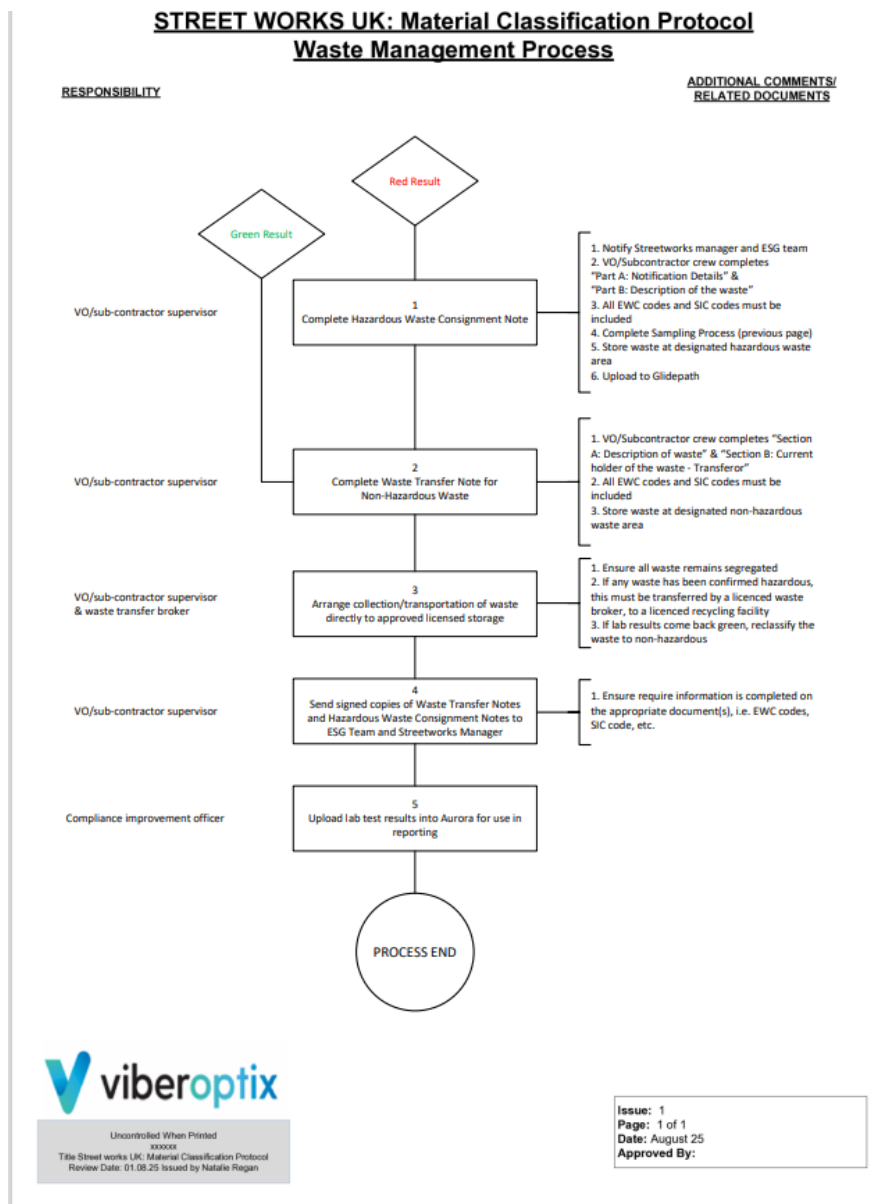 STREET WORKS UK: Material Classification Protocol
Waste Management Process
RESPONSIBILITY
ADDITIONAL COMMENTS/
RELATED DOCUMENTS
Red Result
Green Result
VO/sub-contractor supervisor
1
Complete Hazardous Waste Consignment Note
1. Notify Streetworks manager and ESG team
2. VO/Subcontractor crew completes
"Part A: Notification Details" &
"Part B: Description of the waste"
3. All EWC codes and SIC codes must be
included
4. Complete Sampling Process (previous page)
5. Store waste at designated hazardous waste
area
6. Upload to Glidepath
VO/sub-contractor supervisor
2
Complete Waste Transfer Note for
Non-Hazardous Waste
1. VO/Subcontractor crew completes "Section
A: Description of waste" & "Section B: Current
holder of the waste - Transferor"
2. All EWC codes and SIC codes must be
included
3. Store waste at designated non-hazardous
waste area
VO/sub-contractor supervisor
& waste transfer broker
3
Arrange collection/transportation of waste
directly to approved licensed storage
1. Ensure all waste remains segregated
2. If any waste has been confirmed hazardous,
this must be transferred by a licenced waste
broker, to a licenced recycling facility
3. If lab results come back green, reclassify the
waste to non-hazardous
VO/sub-contractor supervisor
4
Send signed copies of Waste Transfer Notes
and Hazardous Waste Consignment Notes to
ESG Team and Streetworks Manager
1. Ensure require information is completed on
the appropriate document(s), i.e. EWC codes,
SIC code, etc.
Compliance improvement officer
5
Upload lab test results into Aurora for use in
reporting
PROCESS END
viberoptix
Uncontrolled When Printed
xxxxxx
Title Street works UK: Material Classification Protocol
Review Date: 01.08.25 Issued by Natalie Regan
Issue: 1
Page: 1 of 1
Date: August 25
Approved By: